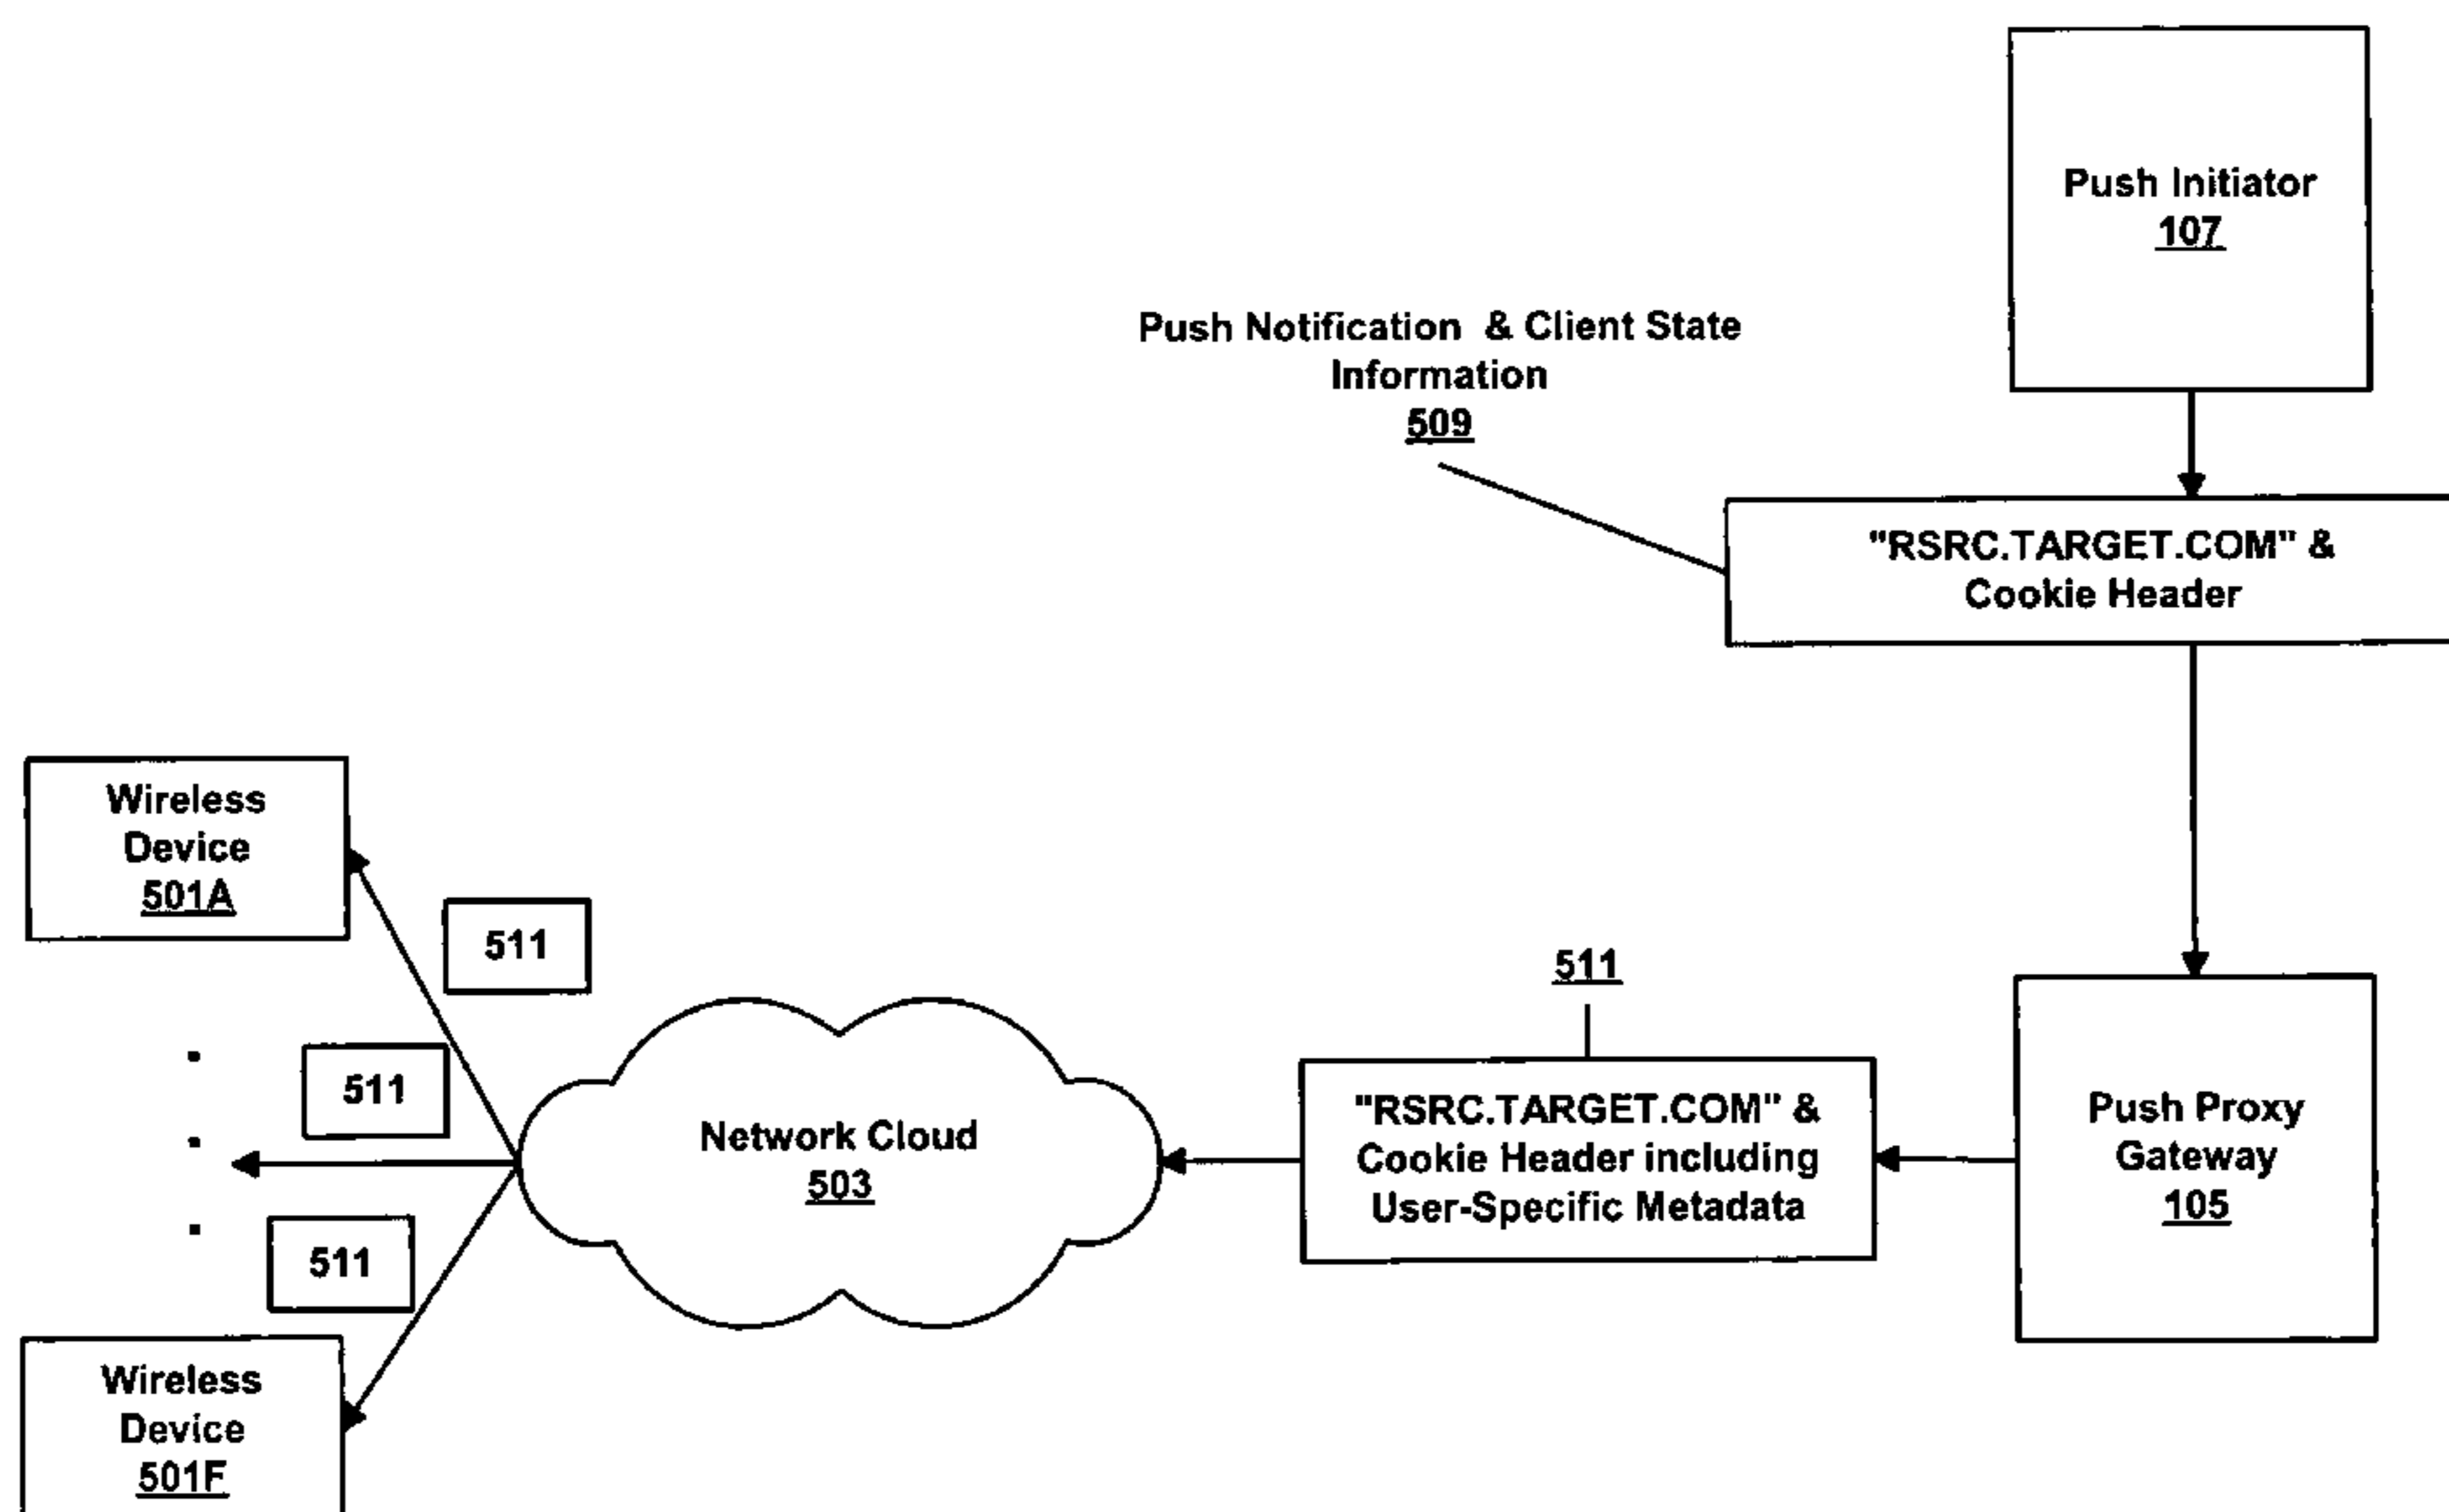 Push Initiator
107
Push Notification & Client State
Information
509
"RSRC.TARGET.COM" &
Cookie Header
Wireless
Device
501A
511
511
511
Network Cloud
503
511
"RSRC.TARGET.COM" &
Cookie Header including
User-Specific Metadata
Push Proxy
Gateway
105
Wireless
Device
501F